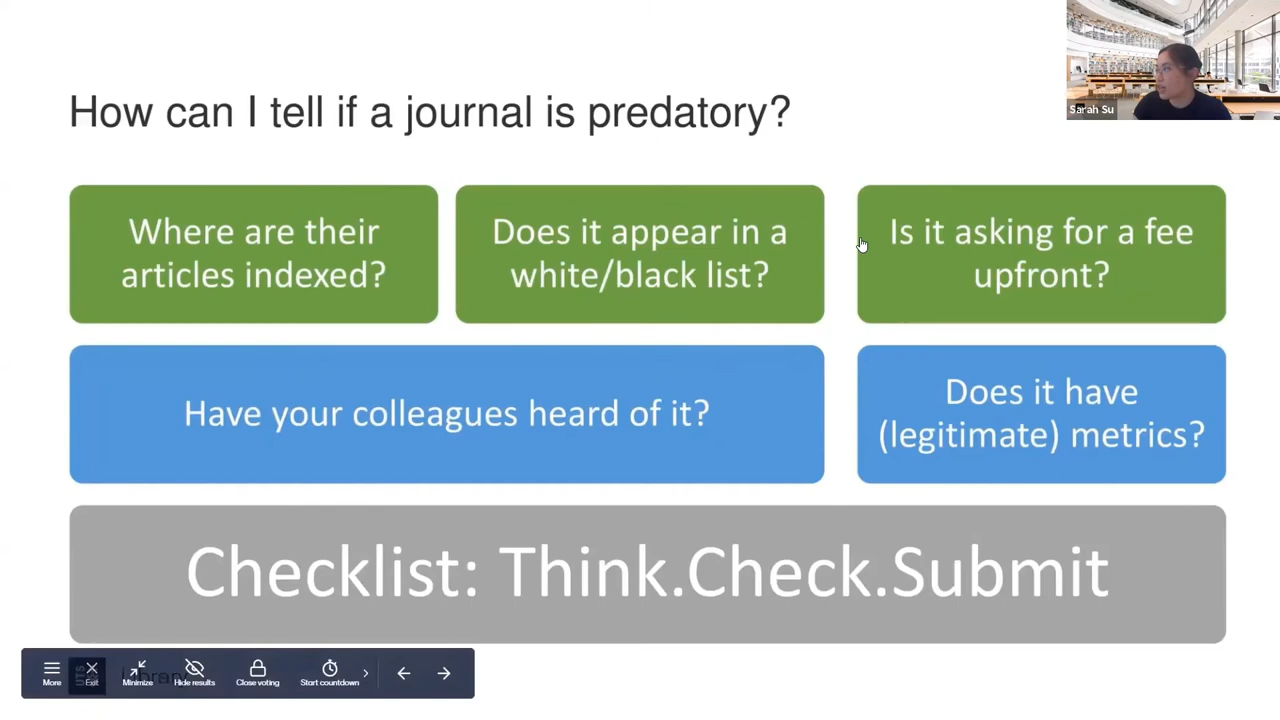 Sarah Su
How can I tell if a journal is predatory?
Where are their
articles indexed?
Does it appear in a
white/black list?
Is it asking for a fee
upfront?
Have your colleagues heard of it?
Does it have
(legitimate) metrics?
Checklist: Think.Check.Submit
UTS
More
Exit
Minimize
Hide results
Close voting
Start countdown